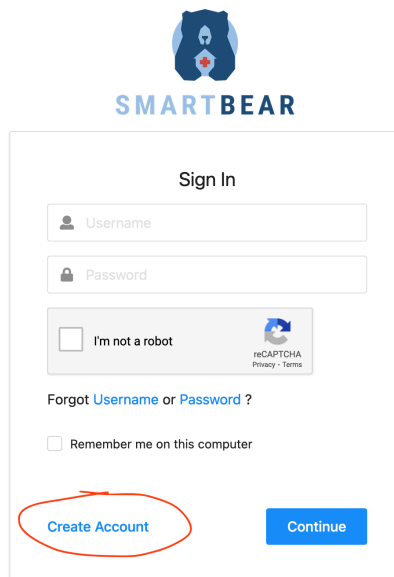 SMARTBEAR
Sign In
Username
Password
I'm not a robot
reCAPTCHA
Privacy - Terms
Forgot Username or Password ?
Remember me on this computer
Create Account
Continue